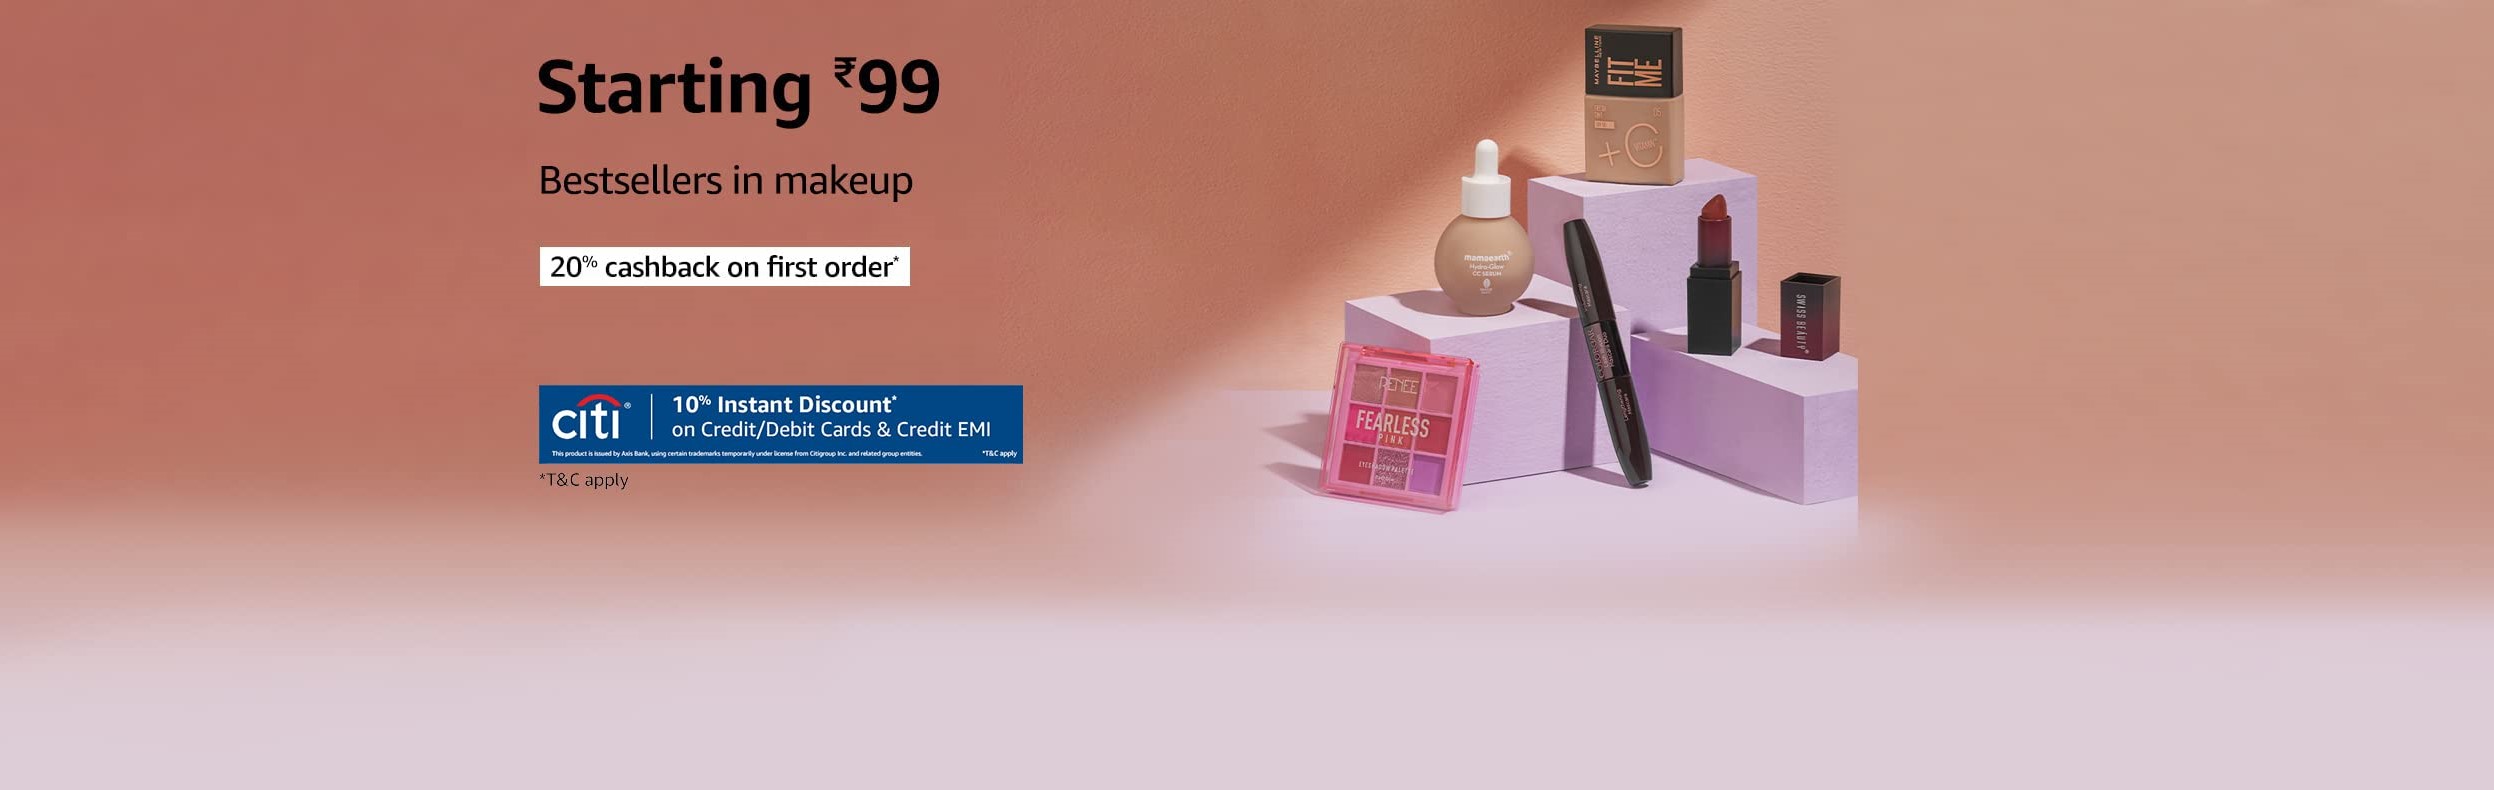 Starting ₹99
Bestsellers in makeup
20% cashback on first order*
citi®
10% Instant Discount*
on Credit/Debit Cards & Credit EMI
This product is issued by Axis Bank, using certain trademarks temporarily under license from Citigroup Inc. and related group entities.
*T&C apply
*T&C apply
MAYBELLINE
FIT
ME
05
+C
VITAMIN
mamaearth
Hydra-Glow
CC SERUM
SWISS BEAUTY
RENEE
FEARLESS
PINK
EYESHADOW PALETTE
Lengthening
Mascara